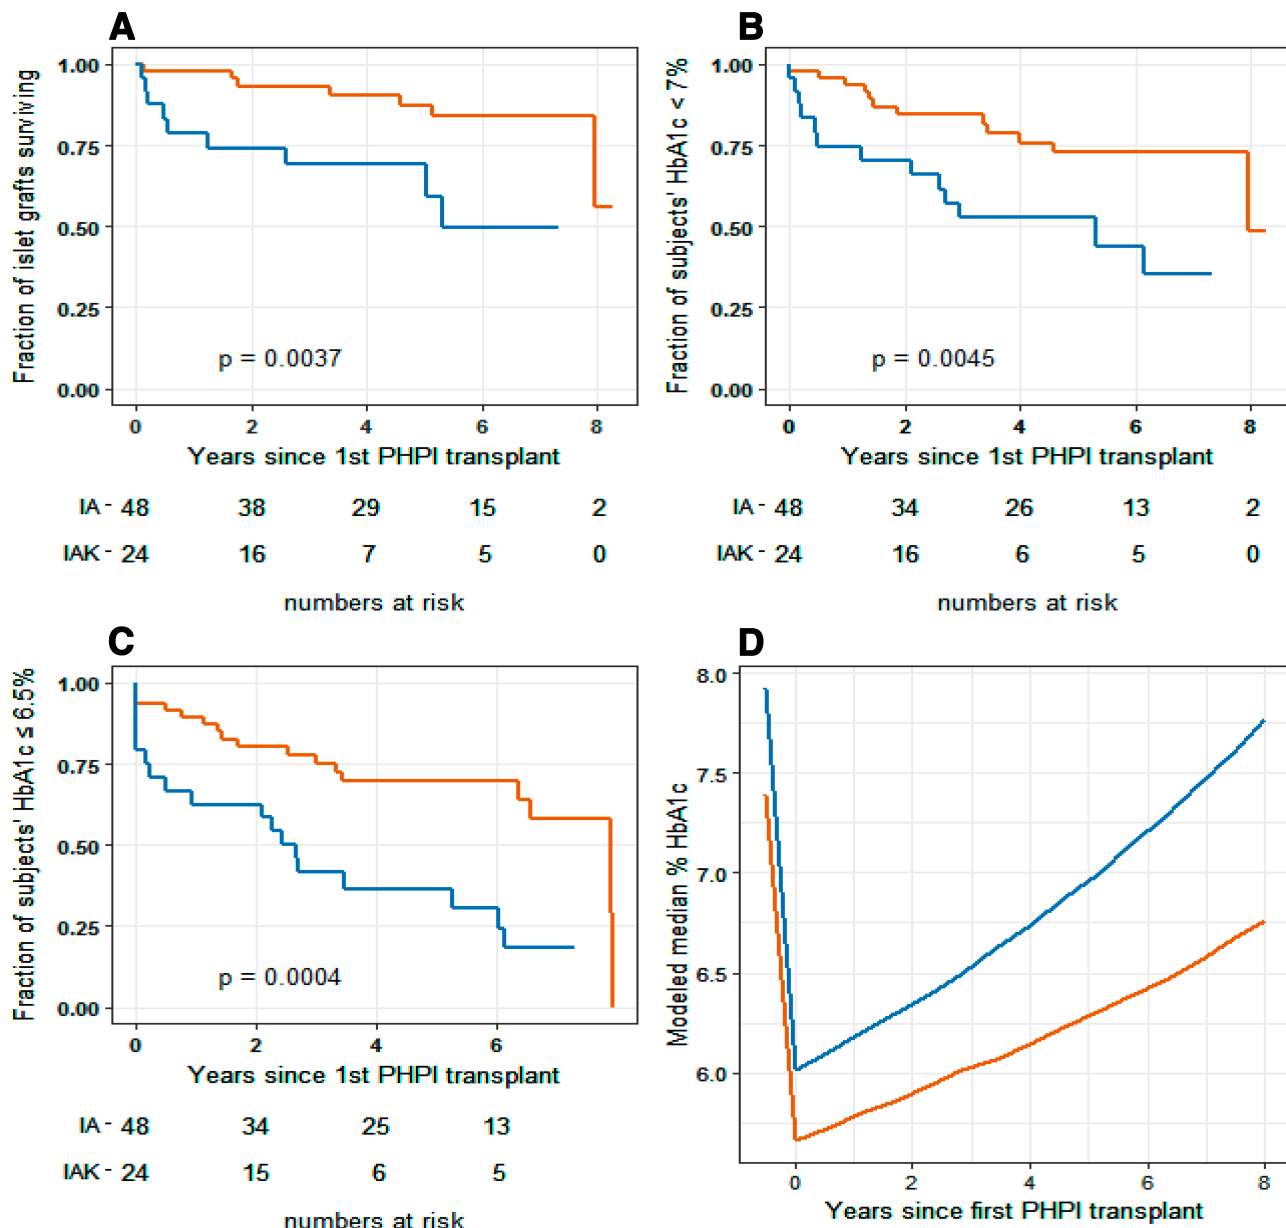 A
Fraction of islet grafts surviving
1.00
0.75
0.50
0.25
0.00
p = 0.0037
0 2 4 6 8
Years since 1st PHPI transplant
IA - 48 38 29 15 2
IAK - 24 16 7 5 0
numbers at risk
B
Fraction of subjects' HbA1c < 7%
1.00
0.75
0.50
0.25
0.00
p = 0.0045
0 2 4 6 8
Years since 1st PHPI transplant
IA - 48 34 26 13 2
IAK - 24 16 6 5 0
numbers at risk
C
Fraction of subjects' HbA1c ≤ 6.5%
1.00
0.75
0.50
0.25
0.00
p = 0.0004
0 2 4 6
Years since 1st PHPI transplant
IA - 48 34 25 13
IAK - 24 15 6 5
numbers at risk
D
Modeled median % HbA1c
8.0
7.5
7.0
6.5
6.0
0 2 4 6 8
Years since first PHPI transplant